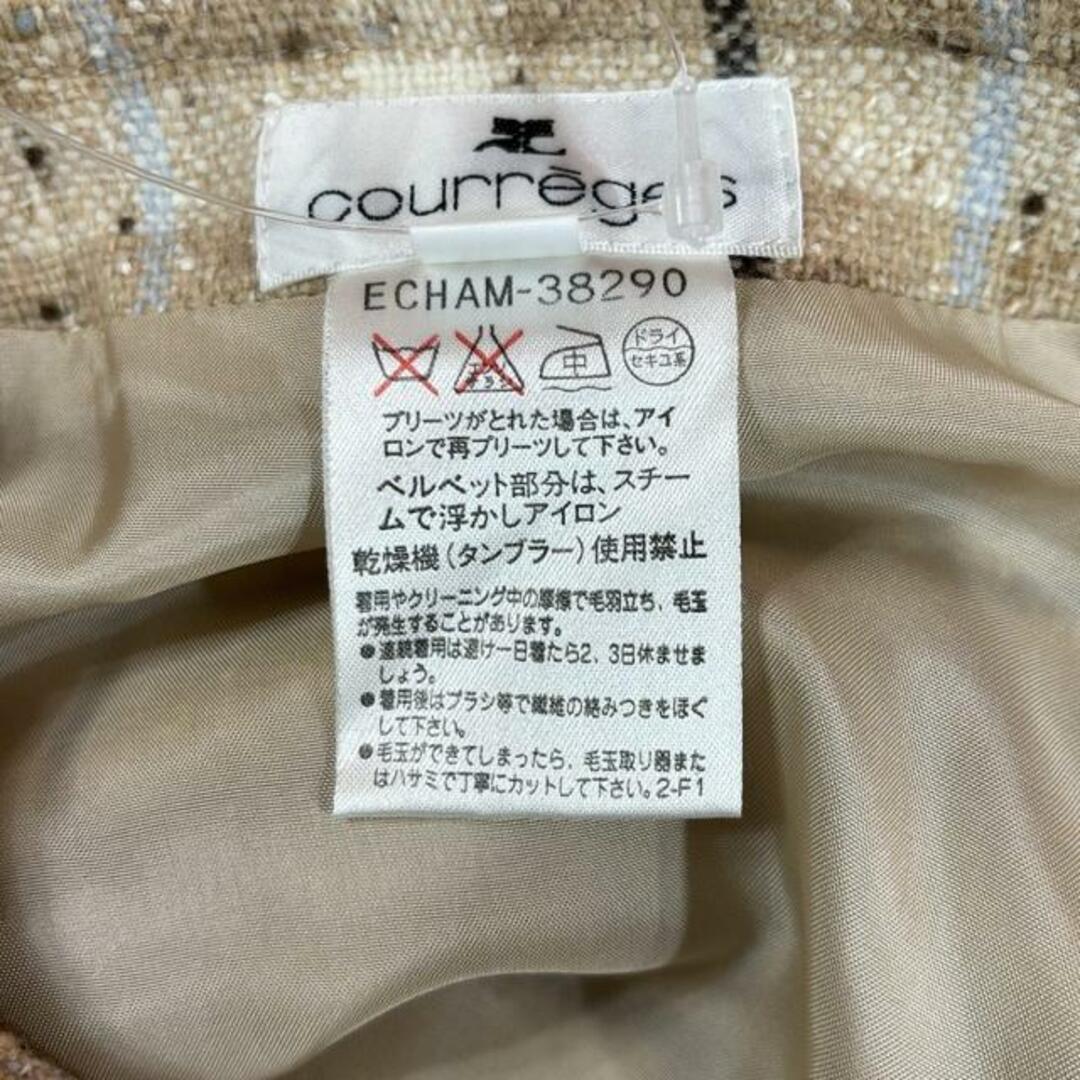 courrèges
ECHAM-38290
エンソ
サラシ
中
ドライ
セキユ系
プリーツがとれた場合は、アイ
ロンで再プリーツして下さい。
ベルベット部分は、スチー
ムで浮かしアイロン
乾燥機(タンブラー)使用禁止
着用やクリーニング中の摩擦で毛羽立ち、毛玉
が発生することがあります。
●連続着用は避け一日着たら2、3日休ませま
しょう。
●着用後はブラシ等で繊維の絡みつきをほぐ
して下さい。
●毛玉ができてしまったら、毛玉取り器また
はハサミで丁寧にカットして下さい。2-F1